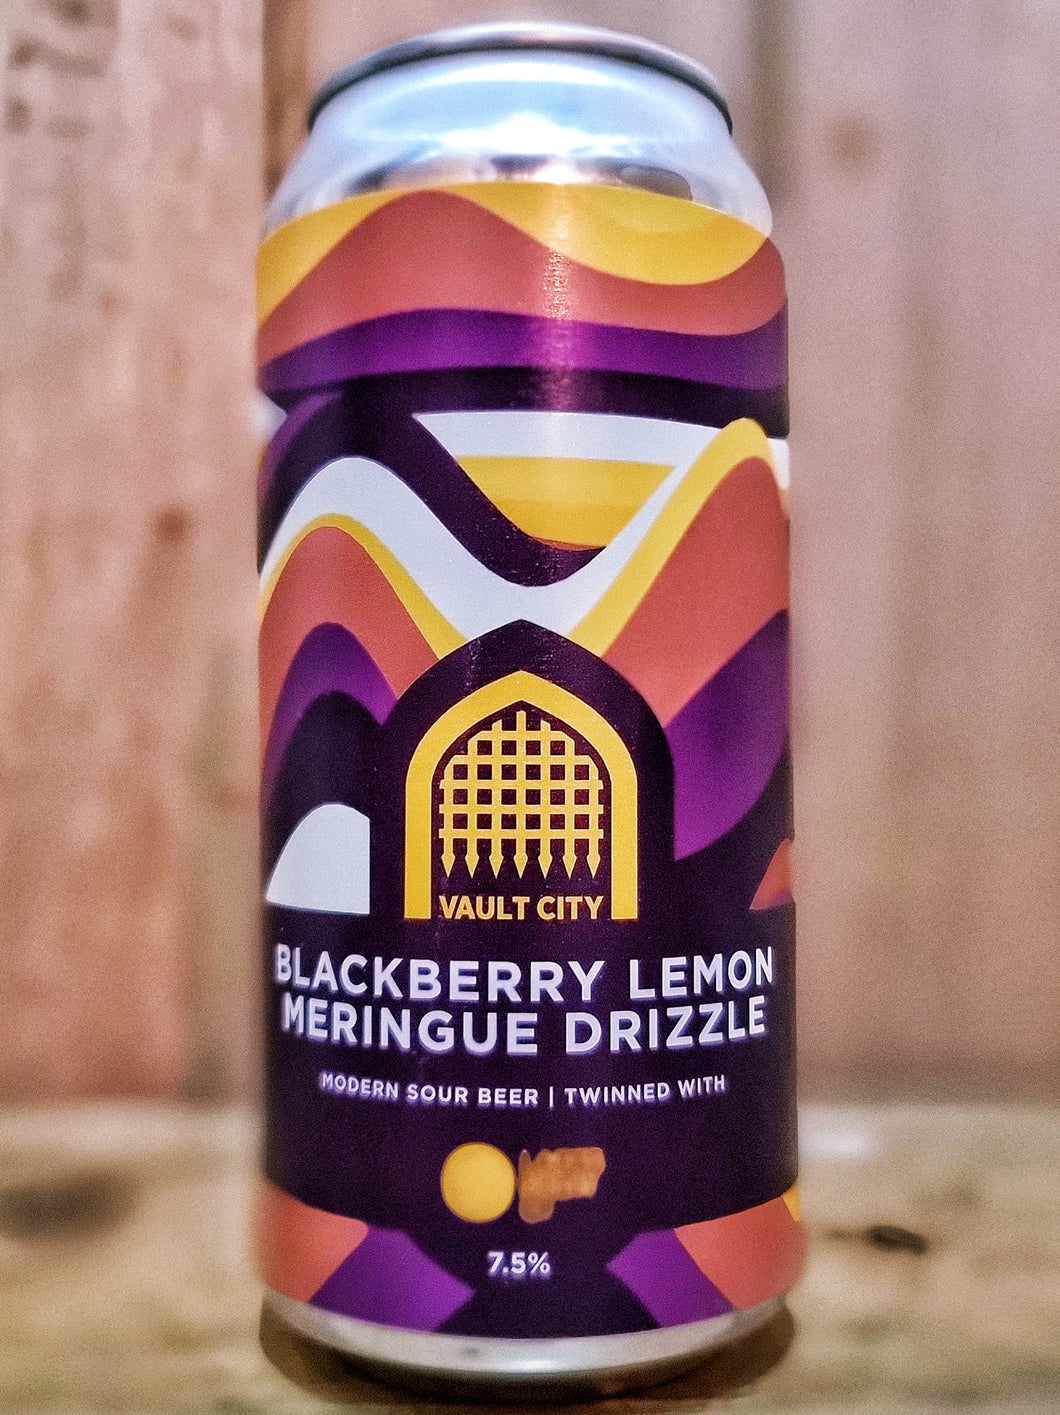 VAULT CITY
BLACKBERRY LEMON
MERINGUE DRIZZLE
MODERN SOUR BEER | TWINNED WITH
7.5%